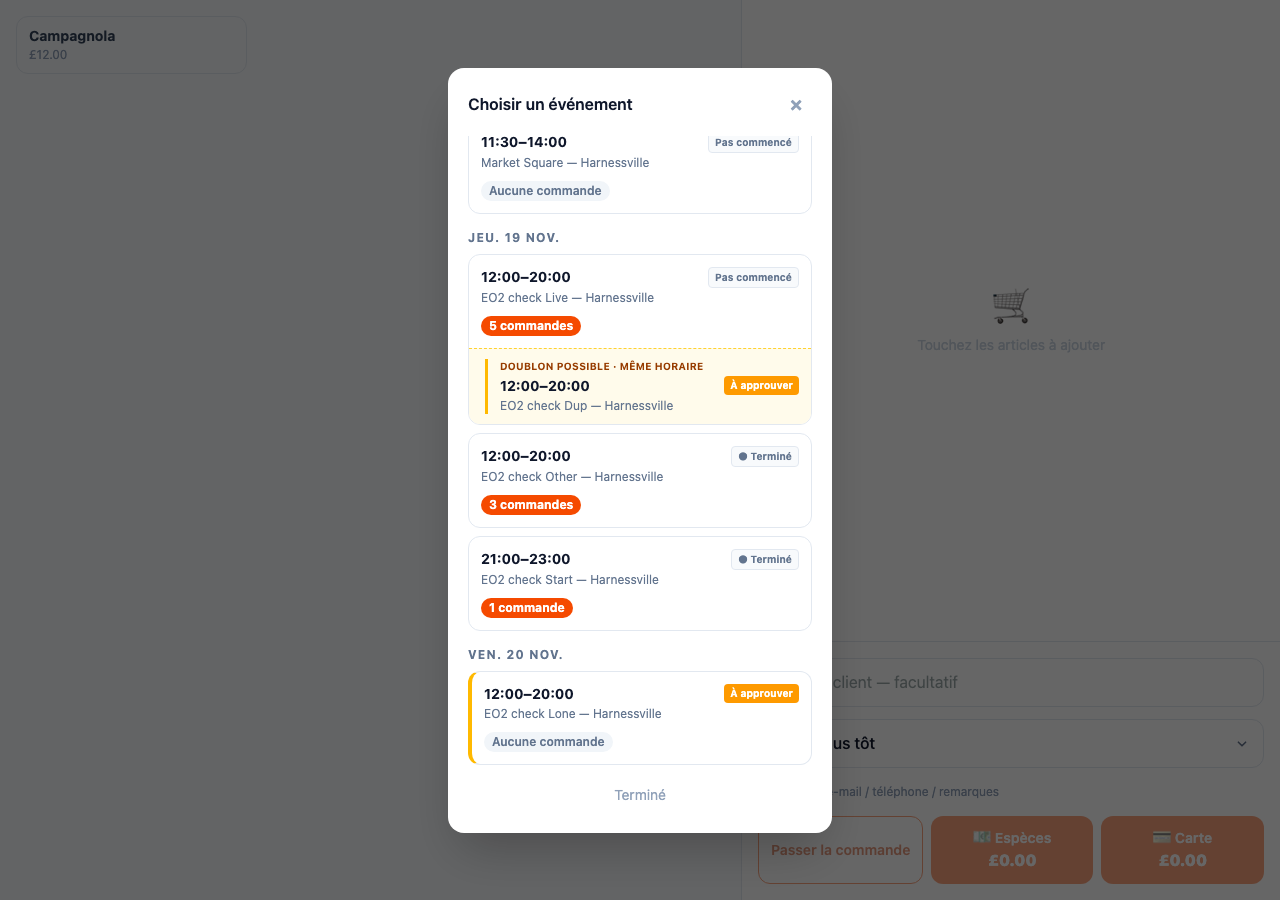 Campagnola
£12.00
Choisir un événement
×
11:30–14:00
Pas commencé
Market Square — Harnessville
Aucune commande
JEU. 19 NOV.
12:00–20:00
Pas commencé
EO2 check Live — Harnessville
5 commandes
DOUBLON POSSIBLE · MÊME HORAIRE
12:00–20:00
À approuver
EO2 check Dup — Harnessville
12:00–20:00
Terminé
EO2 check Other — Harnessville
3 commandes
21:00–23:00
Terminé
EO2 check Start — Harnessville
1 commande
VEN. 20 NOV.
12:00–20:00
À approuver
EO2 check Lone — Harnessville
Aucune commande
Terminé
Touchez les articles à ajouter
client — facultatif
tôt
/ téléphone / remarques
Passer la commande
Espèces
£0.00
Carte
£0.00